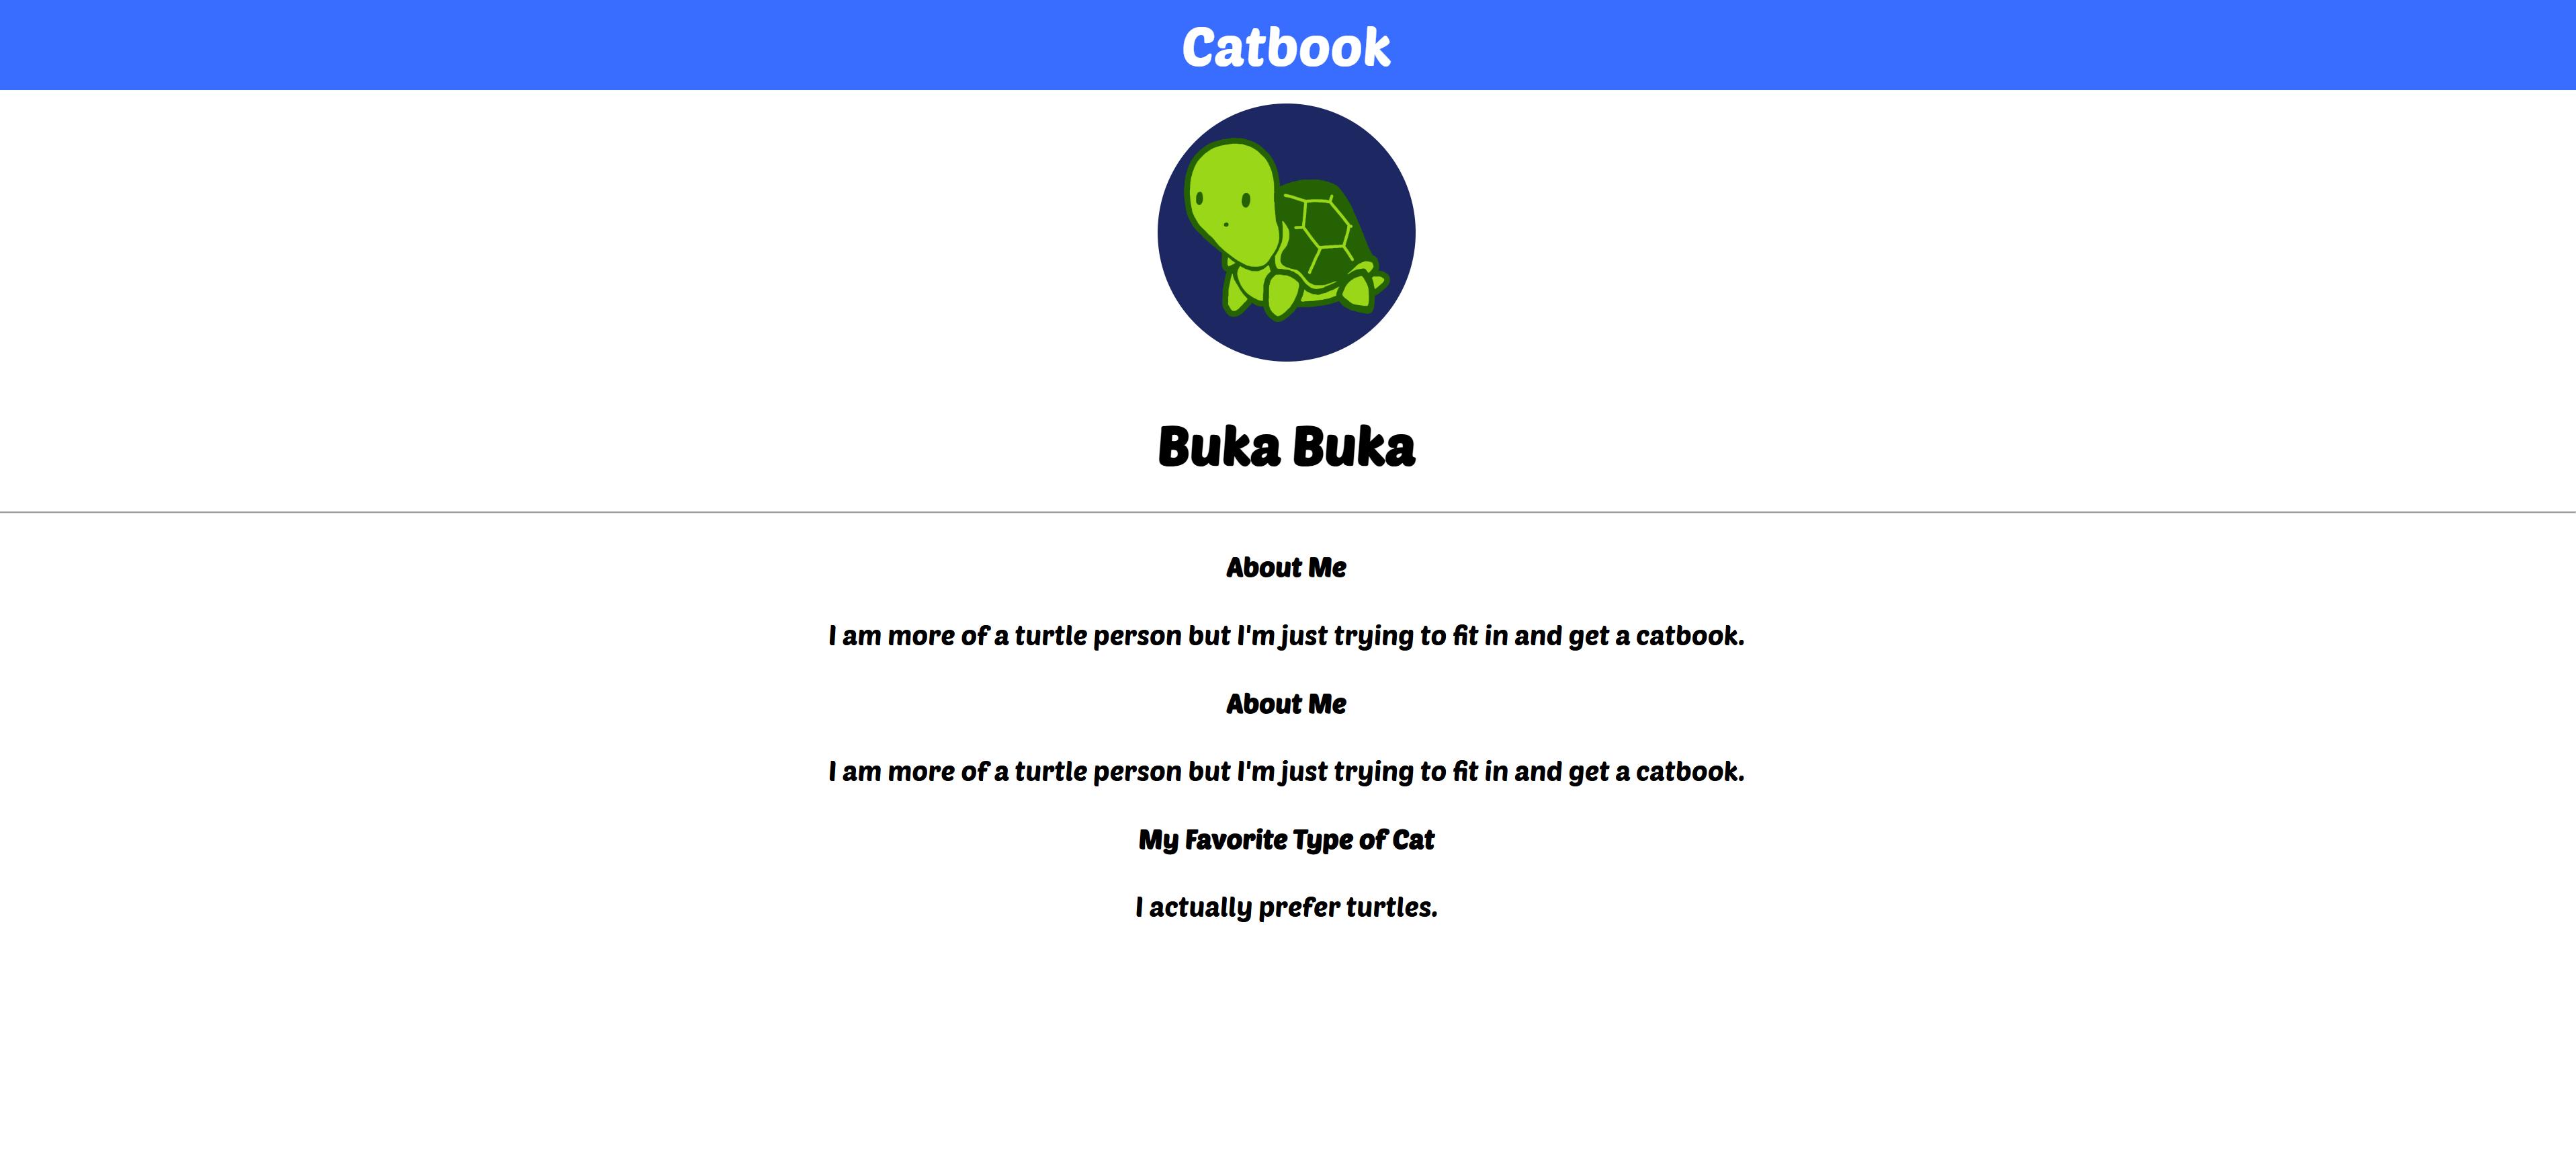 Catbook
Buka Buka
About Me
I am more of a turtle person but I'm just trying to fit in and get a catbook.
About Me
I am more of a turtle person but I'm just trying to fit in and get a catbook.
My Favorite Type of Cat
I actually prefer turtles.